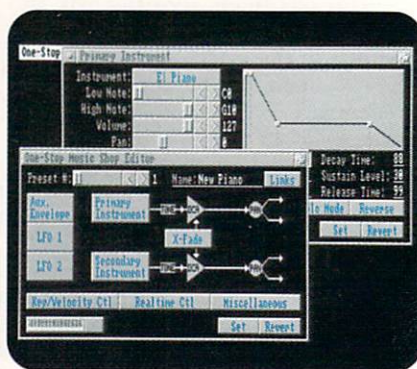 One-Stop
Primary Instrument
Instrument: El Piano
Low Note: C0
High Note: G10
Volume: 127
Pan: 0
Decay Time: 88
Sustain Level: 30
Release Time: 99
Mode Reverse
Set Revert
One-Stop Music Shop Editor
Preset #: 1 Name: New Piano Links
Aux. Envelope
Primary Instrument
LFO 1
X-fade
LFO 2
Secondary Instrument
Key/Velocity Ctl Realtime Ctl Miscellaneous
Set Revert